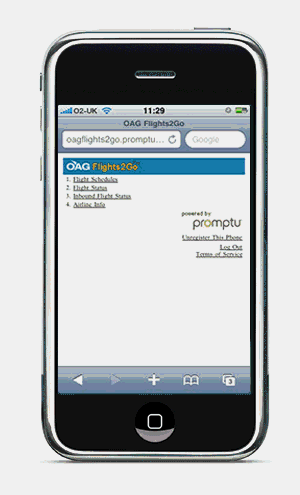 O2-UK 11:29
OAG Flights2Go
oagflights2go.promptu... Google
OAG Flights2Go
1. Flight Schedules
2. Flight Status
3. Inbound Flight Status
4. Airline Info
powered by
promptu
Unregister This Phone
Log Out
Terms of Service
3